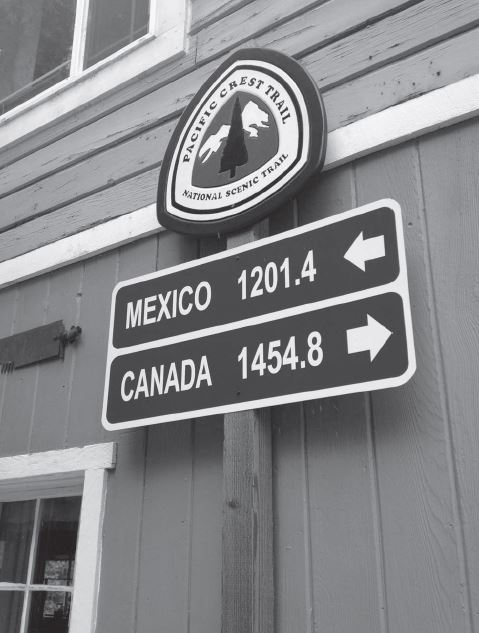 PACIFIC CREST TRAIL
NATIONAL SCENIC TRAIL
MEXICO 1201.4
CANADA 1454.8